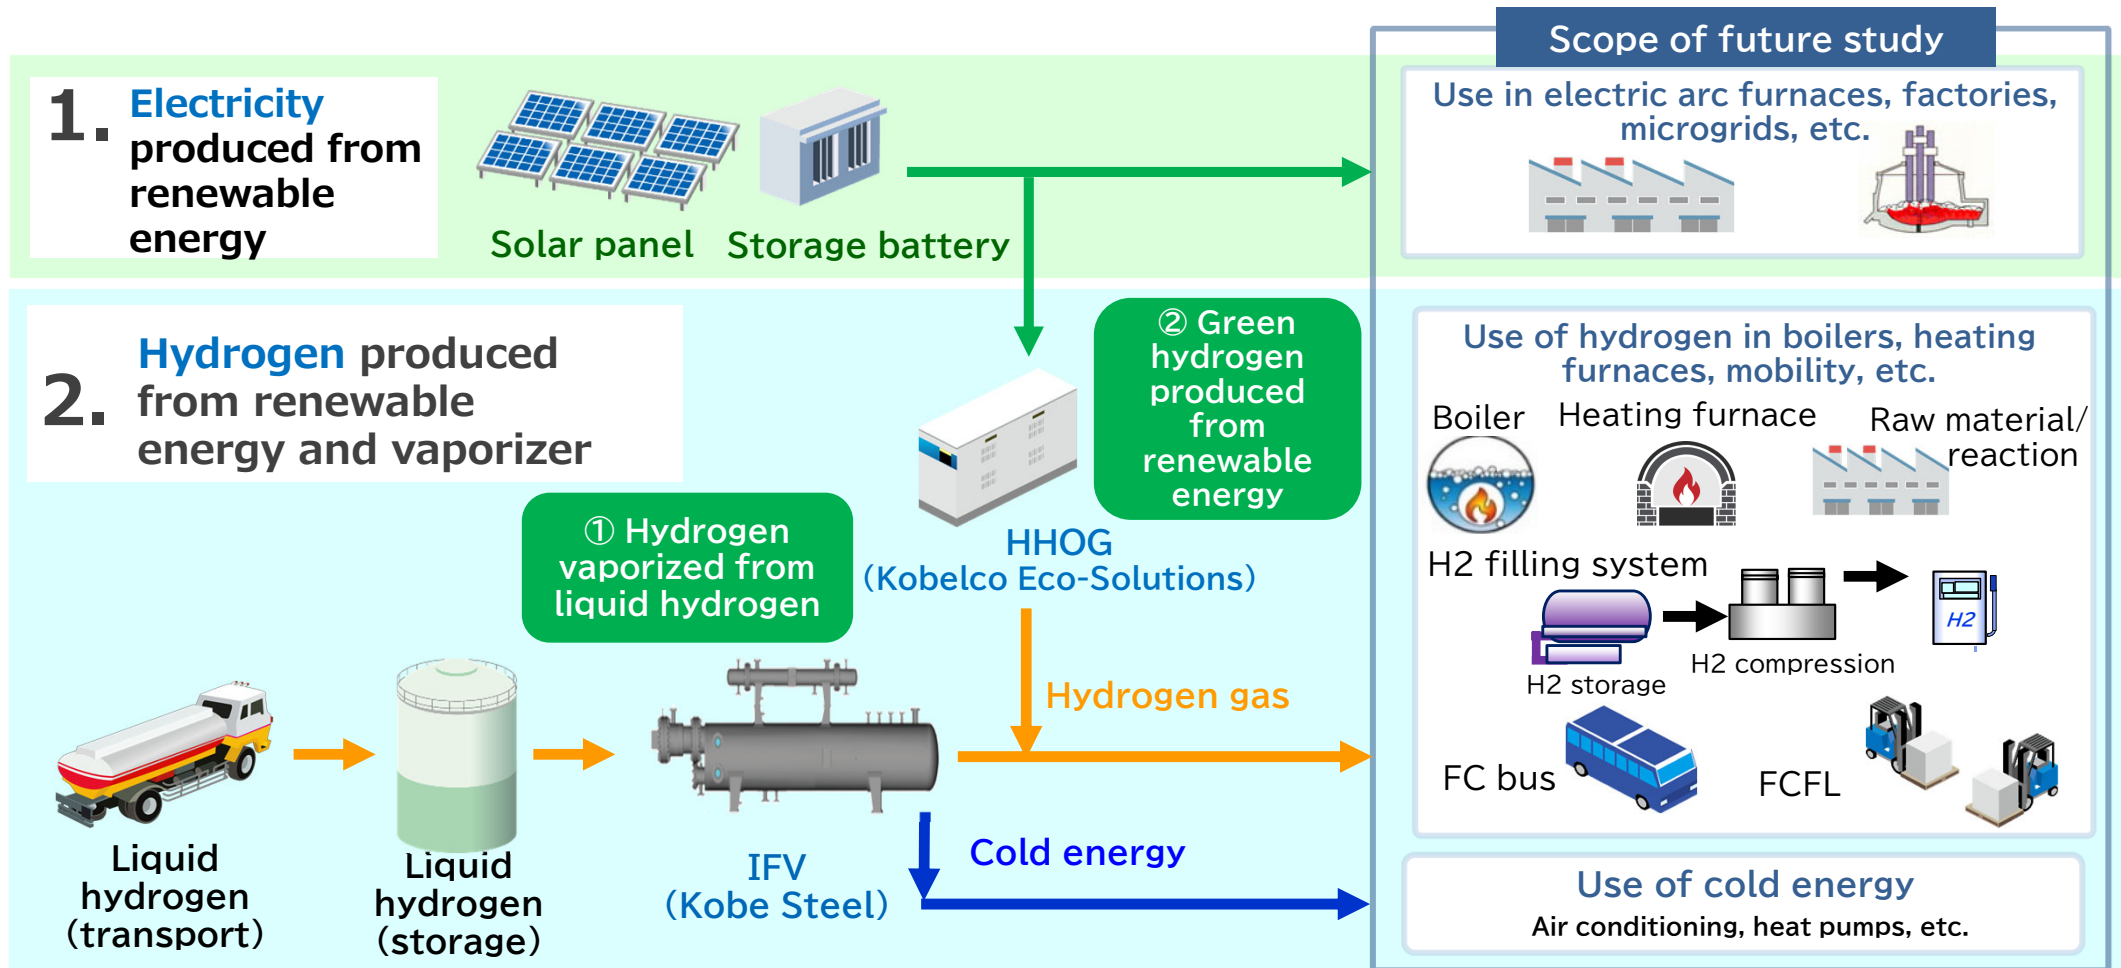 Scope of future study
1. Electricity
produced from
renewable
energy
Solar panel
Storage battery
Use in electric arc furnaces, factories,
microgrids, etc.
2. Hydrogen produced
from renewable
energy and vaporizer
① Hydrogen
vaporized from
liquid hydrogen
② Green
hydrogen
produced
from
renewable
energy
HHOG
(Kobelco Eco-Solutions)
Hydrogen gas
Liquid
hydrogen
(transport)
Liquid
hydrogen
(storage)
IFV
(Kobe Steel)
Cold energy
Use of hydrogen in boilers, heating
furnaces, mobility, etc.
Boiler
Heating furnace
Raw material/
reaction
H2 filling system
H2
H2 storage
H2 compression
FC bus
FCFL
Use of cold energy
Air conditioning, heat pumps, etc.